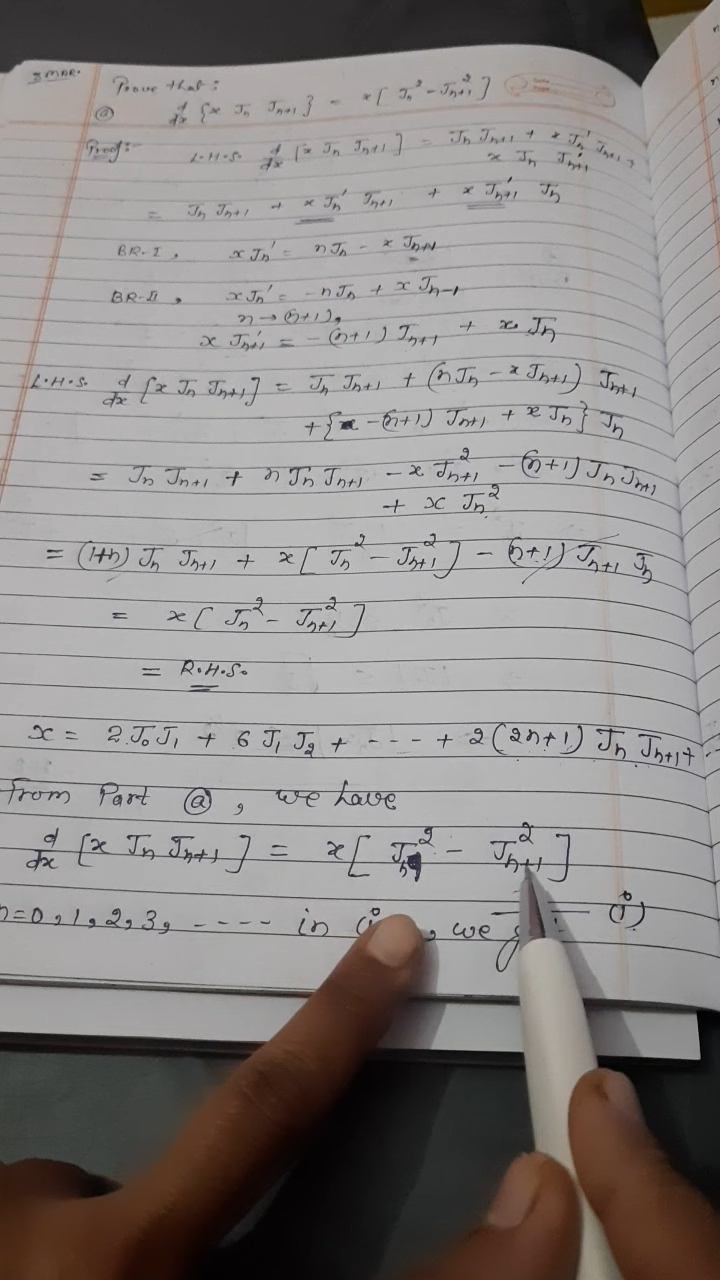 Prove that :
(a) d/dx {x Jn Jn+1} = x [ Jn² - Jn+1² ]
Proof:- L.H.S. d/dx [x Jn Jn+1] = Jn Jn+1 + x Jn' Jn+1 +
x Jn Jn+1'
= Jn Jn+1 + x Jn' Jn+1 + x Jn+1' Jn
BR-I, x Jn' = n Jn - x Jn+1
BR-II, x Jn' = -n Jn + x Jn-1
n → (n+1),
x Jn+1' = -(n+1) Jn+1 + x Jn
L.H.S. d/dx [x Jn Jn+1] = Jn Jn+1 + (n Jn - x Jn+1) Jn+1
+ { -(n+1) Jn+1 + x Jn} Jn
= Jn Jn+1 + n Jn Jn+1 - x Jn+1² - (n+1) Jn Jn+1
+ x Jn²
= (1+n) Jn Jn+1 + x [ Jn² - Jn+1² ] - (n+1) Jn+1 Jn
= x [ Jn² - Jn+1² ]
= R.H.S.
x = 2 J0 J1 + 6 J1 J2 + ---- + 2 (2n+1) Jn Jn+1 + ..
From Part (a), we have
d/dx [x Jn Jn+1] = x [ Jn² - Jn+1² ]
(i)
n=0,1,2,3, ---- in (i), we